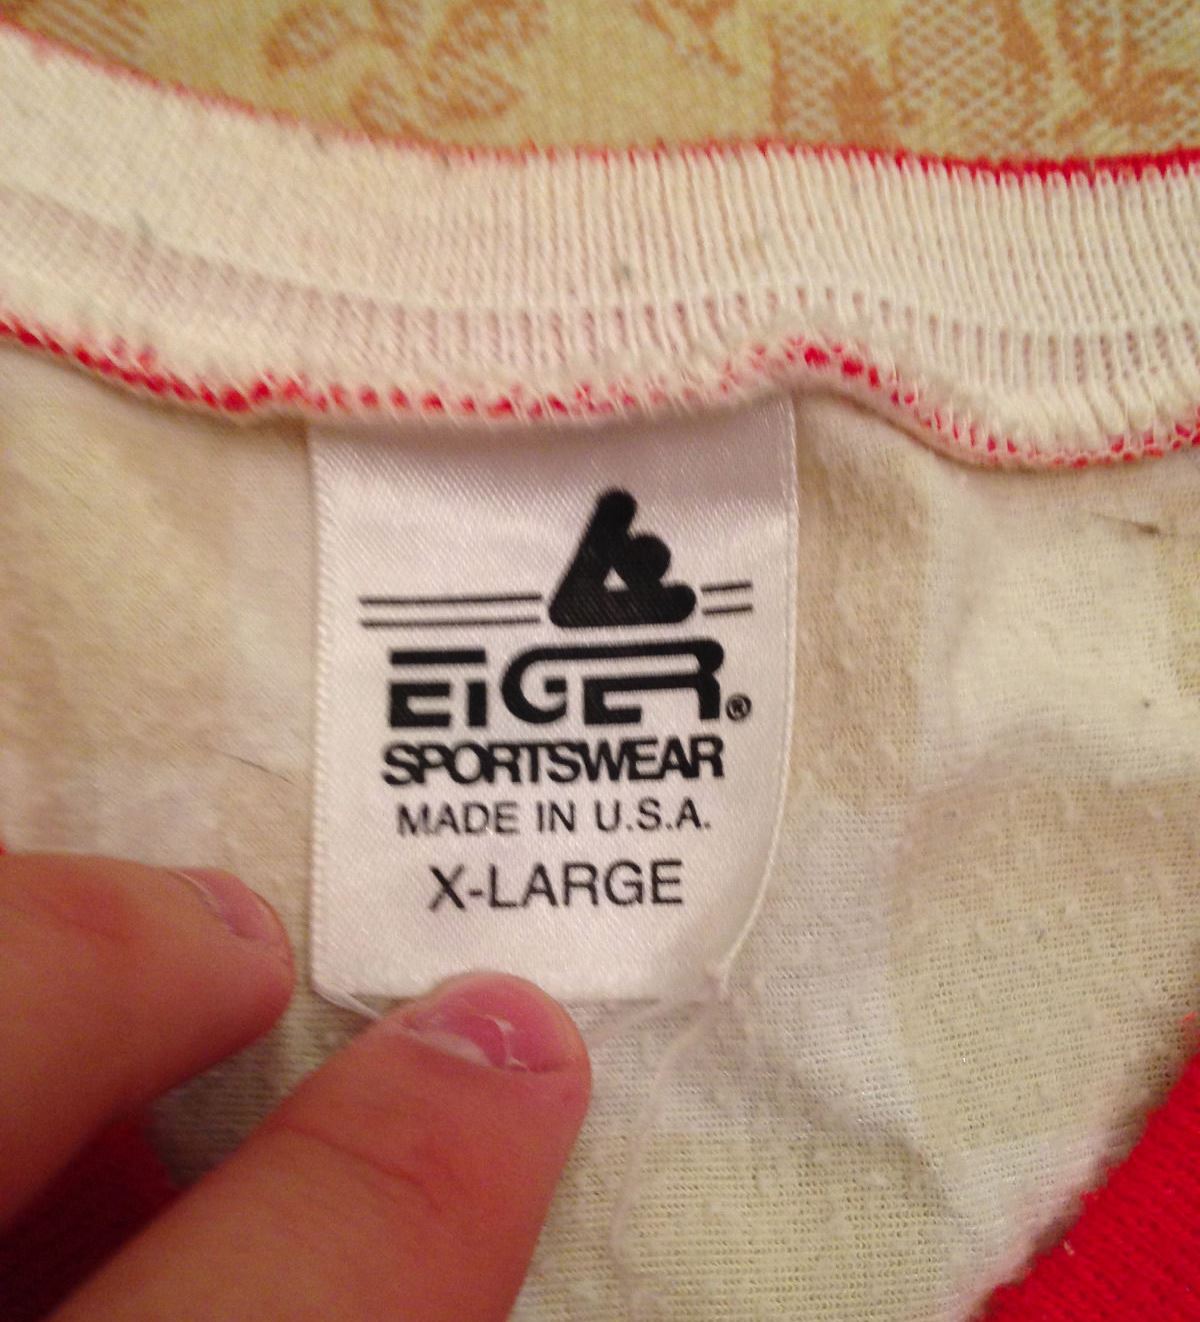 EIGER®
SPORTSWEAR
MADE IN U.S.A.
X-LARGE